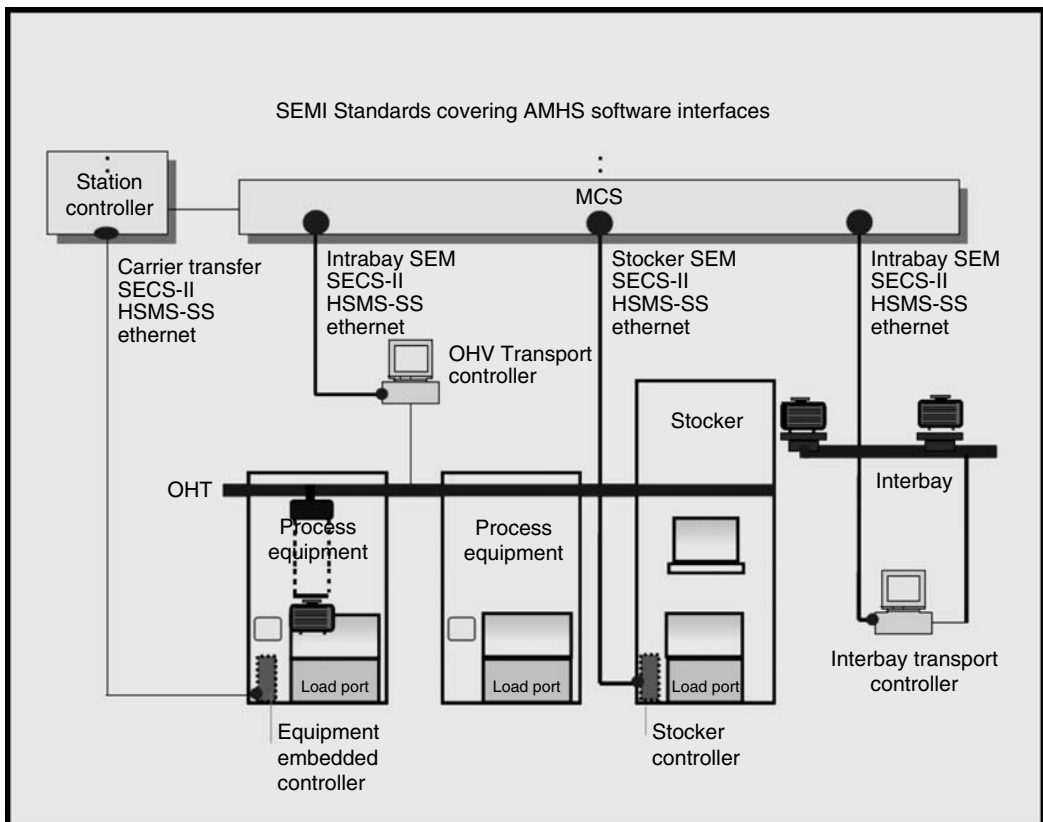 SEMI Standards covering AMHS software interfaces
Station
controller
MCS
Carrier transfer
SECS-II
HSMS-SS
ethernet
Intrabay SEM
SECS-II
HSMS-SS
ethernet
Stocker SEM
SECS-II
HSMS-SS
ethernet
Intrabay SEM
SECS-II
HSMS-SS
ethernet
OHV Transport
controller
Stocker
Interbay
OHT
Process
equipment
Process
equipment
Load port
Load port
Load port
Interbay transport
controller
Equipment
embedded
controller
Stocker
controller